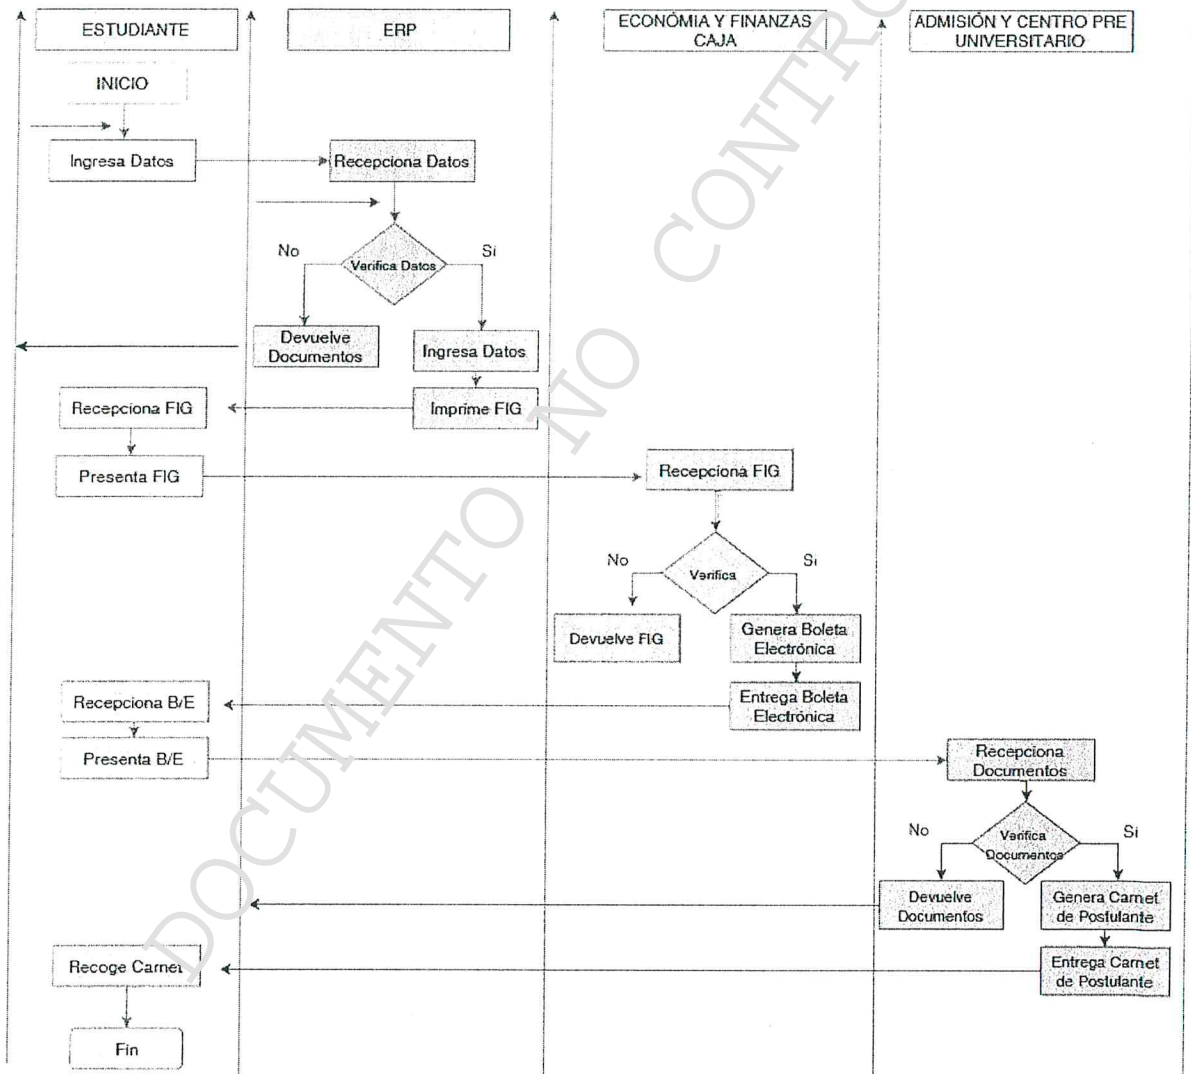 ESTUDIANTE
ERP
ECONÓMIA Y FINANZAS
CAJA
ADMISIÓN Y CENTRO PRE
UNIVERSITARIO
INICIO
Ingresa Datos
Recepciona Datos
Verifica Datos
No
Si
Devuelve
Documentos
Ingresa Datos
Imprime FIG
Recepciona FIG
Presenta FIG
Recepciona FIG
Verifica
No
Si
Devuelve FIG
Genera Boleta
Electrónica
Entrega Boleta
Electrónica
Recepciona B/E
Presenta B/E
Recepciona
Documentos
Verifica
Documentos
No
Si
Devuelve
Documentos
Genera Carnet
de Postulante
Entrega Carnet
de Postulante
Recoge Carnet
Fin
DOCUMENTO NO CONTRO